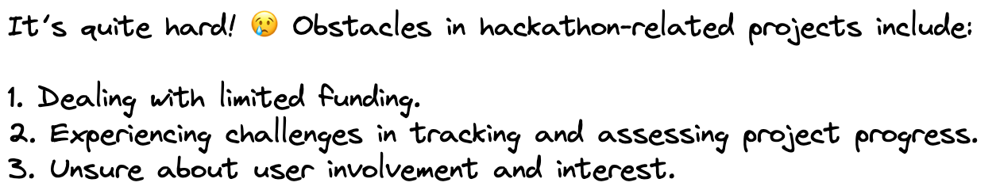 It's quite hard! 😢 Obstacles in hackathon-related projects include:
1. Dealing with limited funding.
2. Experiencing challenges in tracking and assessing project progress.
3. Unsure about user involvement and interest.